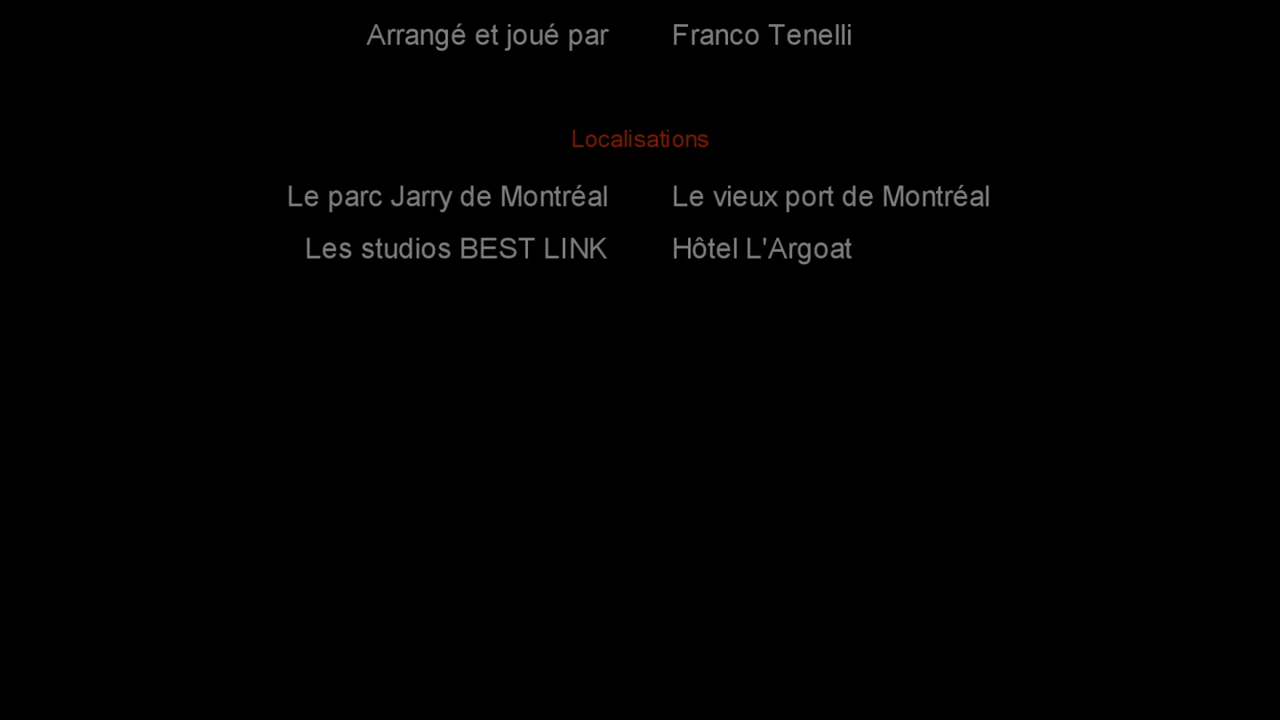 Arrangé et joué par Franco Tenelli
Localisations
Le parc Jarry de Montréal Le vieux port de Montréal
Les studios BEST LINK Hôtel L'Argoat